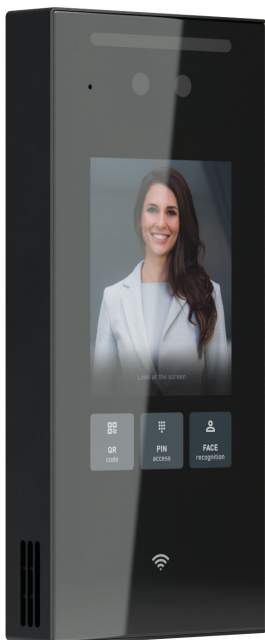 Look at the screen
QR
code
PIN
access
FACE
recognition